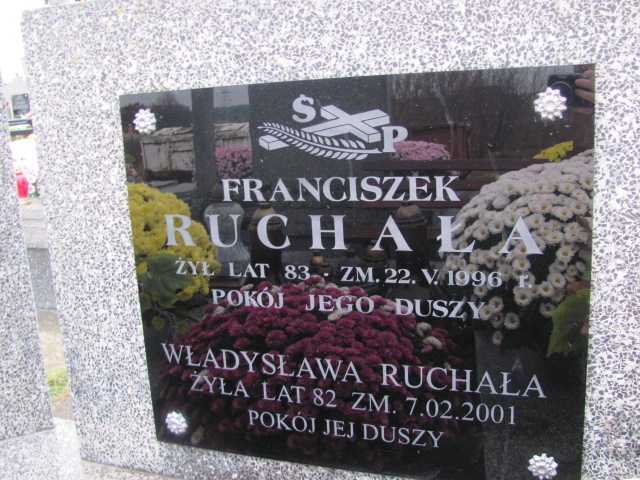 Ś P
FRANCISZEK
RUCHAŁA
ŻYŁ LAT 83 - ZM. 22. V. 1996 r.
POKÓJ JEGO DUSZY
WŁADYSŁAWA RUCHAŁA
ŻYŁA LAT 82 ZM. 7.02.2001
POKÓJ JEJ DUSZY